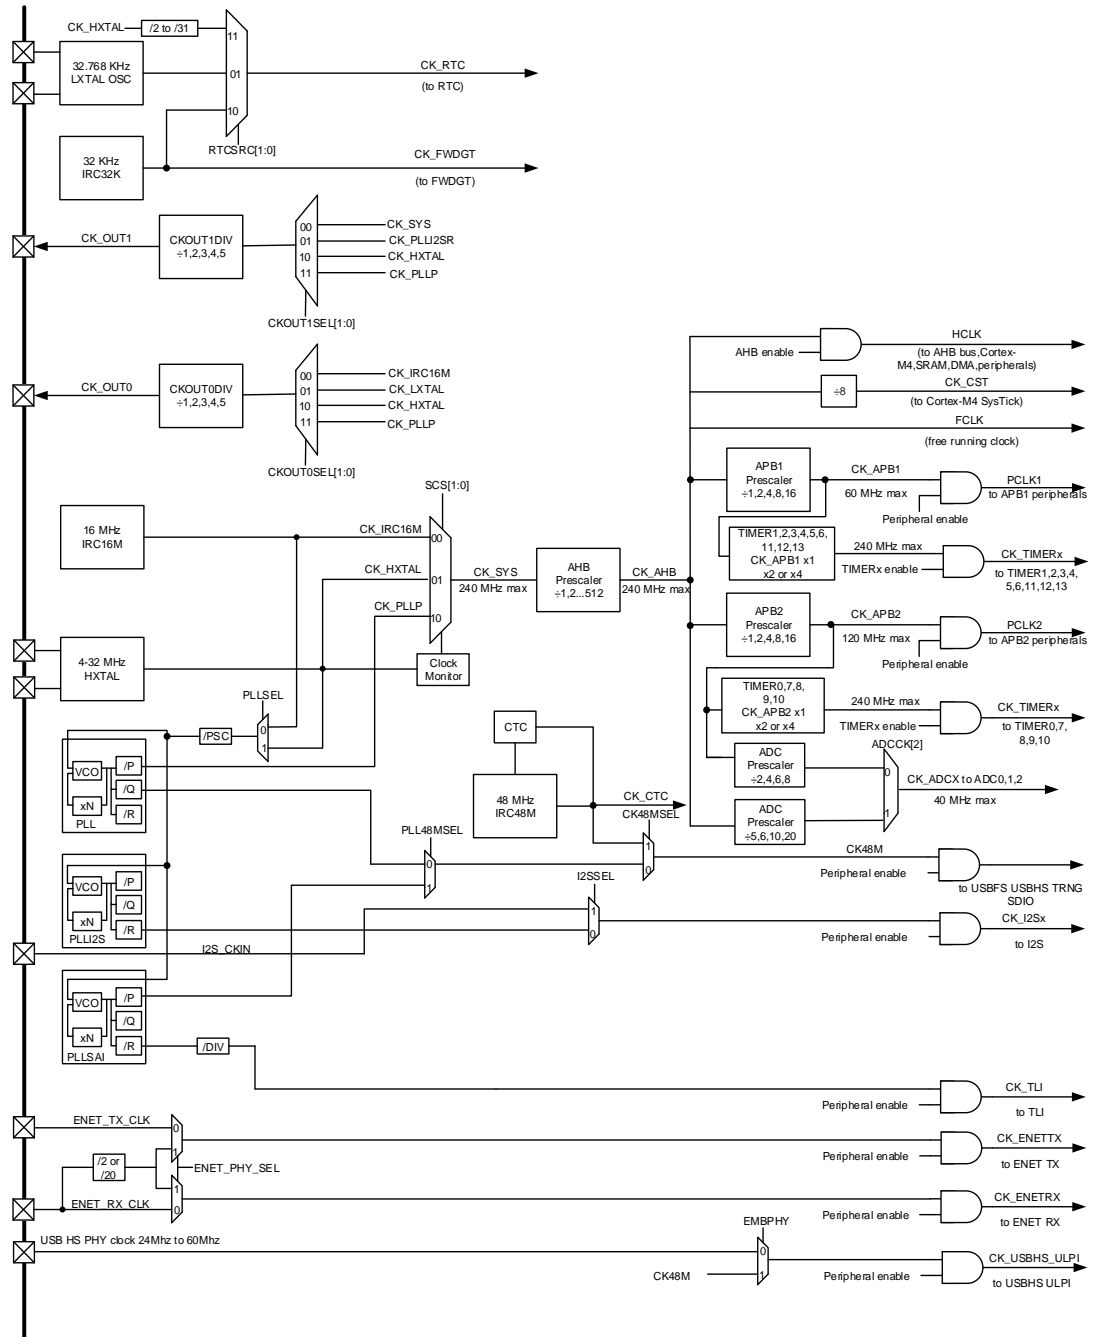 CK_HXTAL
/2 to /31
11
32.768 KHz
LXTAL OSC
01
CK_RTC
(to RTC)
10
RTCSRC[1:0]
32 KHz
IRC32K
CK_FWDGT
(to FWDGT)
CK_OUT1
CKOUT1DIV
÷1,2,3,4,5
00
01
10
11
CK_SYS
CK_PLLI2SR
CK_HXTAL
CK_PLLP
CKOUT1SEL[1:0]
CK_OUT0
CKOUT0DIV
÷1,2,3,4,5
00
01
10
11
CK_IRC16M
CK_LXTAL
CK_HXTAL
CK_PLLP
CKOUT0SEL[1:0]
AHB enable
HCLK
(to AHB bus,Cortex-
M4,SRAM,DMA,peripherals)
÷8
CK_CST
(to Cortex-M4 SysTick)
FCLK
(free running clock)
SCS[1:0]
16 MHz
IRC16M
CK_IRC16M
00
CK_HXTAL
01
CK_PLLP
10
CK_SYS
240 MHz max
AHB
Prescaler
÷1,2...512
CK_AHB
240 MHz max
Clock
Monitor
4-32 MHz
HXTAL
APB1
Prescaler
÷1,2,4,8,16
CK_APB1
60 MHz max
Peripheral enable
PCLK1
to APB1 peripherals
TIMER1,2,3,4,5,6,
11,12,13
CK_APB1 x1
x2 or x4
240 MHz max
TIMERx enable
CK_TIMERx
to TIMER1,2,3,4,
5,6,11,12,13
APB2
Prescaler
÷1,2,4,8,16
CK_APB2
120 MHz max
Peripheral enable
PCLK2
to APB2 peripherals
TIMER0,7,8,
9,10
CK_APB2 x1
x2 or x4
240 MHz max
TIMERx enable
CK_TIMERx
to TIMER0,7,
8,9,10
ADC
Prescaler
÷2,4,6,8
ADC
Prescaler
÷5,6,10,20
ADCCK[2]
0
1
CK_ADCX to ADC0,1,2
40 MHz max
PLLSEL
0
1
/PSC
VCO
xN
/P
/Q
/R
PLL
CTC
48 MHz
IRC48M
CK_CTC
CK48MSEL
1
0
PLL48MSEL
0
1
CK48M
Peripheral enable
to USBFS USBHS TRNG
SDIO
VCO
xN
/P
/Q
/R
PLLI2S
I2SSEL
1
0
Peripheral enable
CK_I2Sx
to I2S
I2S_CKIN
VCO
xN
/P
/Q
/R
PLLSAI
/DIV
Peripheral enable
CK_TLI
to TLI
ENET_TX_CLK
0
1
/2 or
/20
ENET_PHY_SEL
1
0
ENET_RX_CLK
Peripheral enable
CK_ENETTX
to ENET TX
Peripheral enable
CK_ENETRX
to ENET RX
USB HS PHY clock 24Mhz to 60Mhz
EMBPHY
0
1
CK48M
Peripheral enable
CK_USBHS_ULPI
to USBHS ULPI